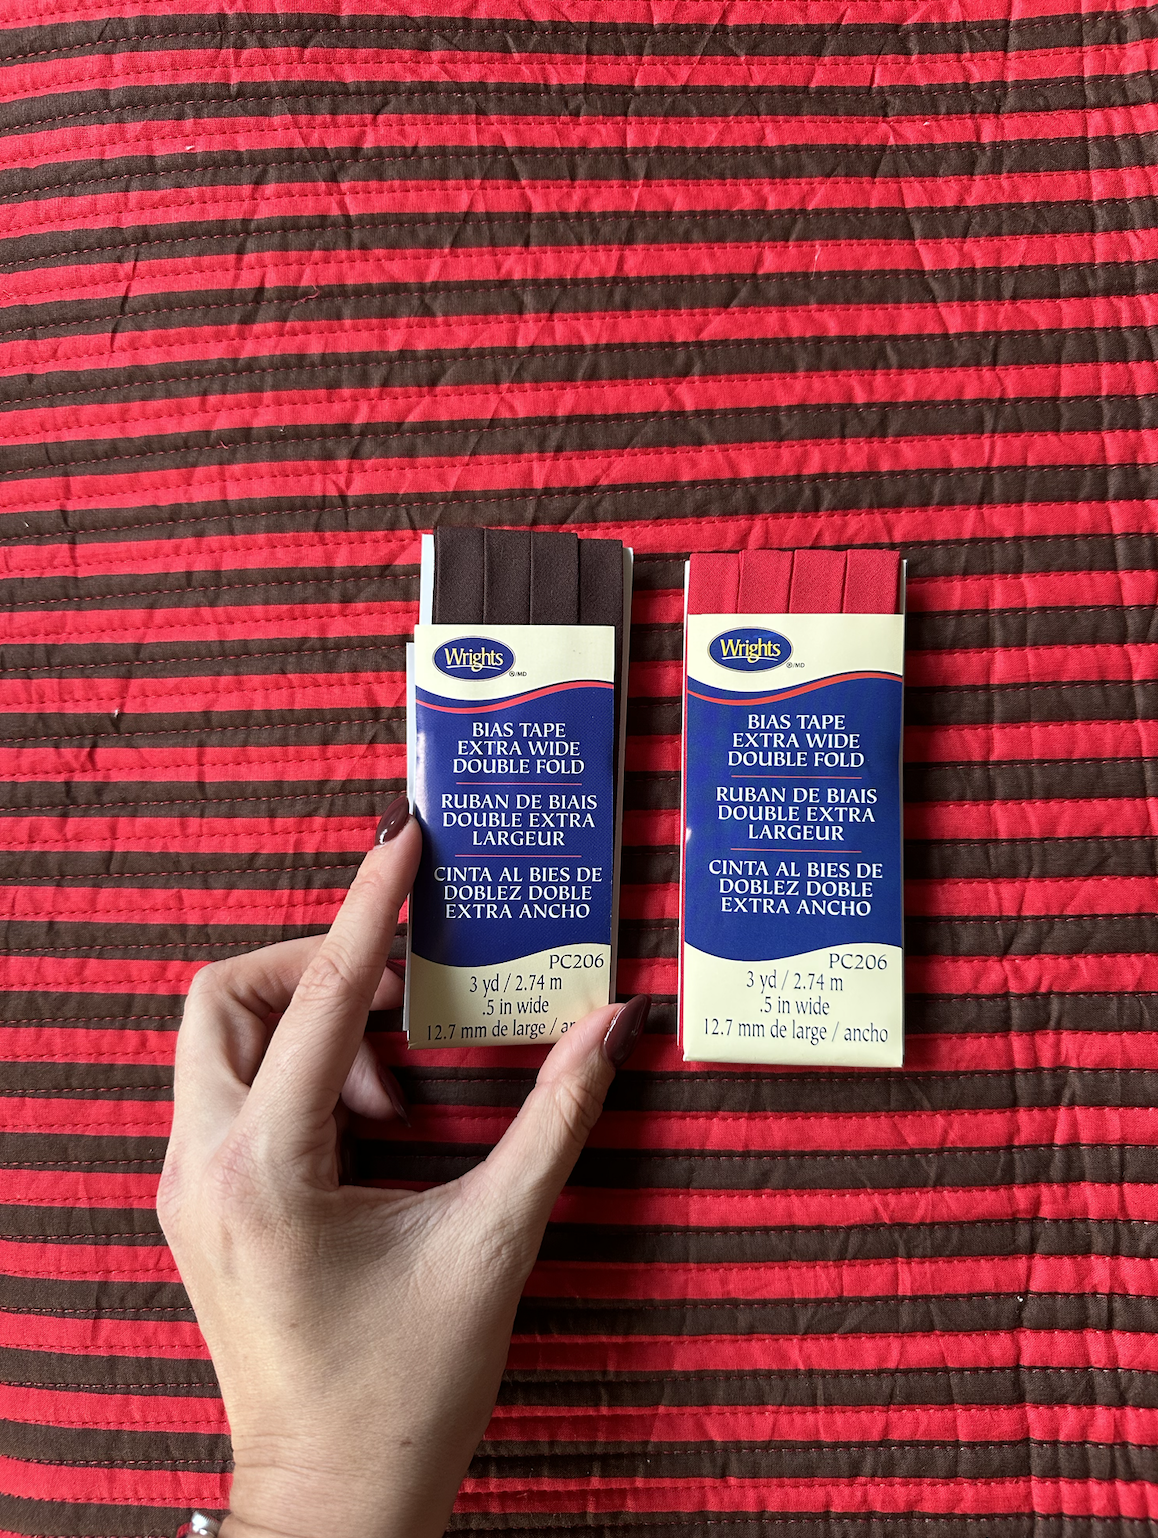 Wrights
®/MD
BIAS TAPE
EXTRA WIDE
DOUBLE FOLD
RUBAN DE BIAIS
DOUBLE EXTRA
LARGEUR
CINTA AL BIES DE
DOBLEZ DOBLE
EXTRA ANCHO
PC206
3 yd / 2.74 m
.5 in wide
12.7 mm de large / an
Wrights
®/MD
BIAS TAPE
EXTRA WIDE
DOUBLE FOLD
RUBAN DE BIAIS
DOUBLE EXTRA
LARGEUR
CINTA AL BIES DE
DOBLEZ DOBLE
EXTRA ANCHO
PC206
3 yd / 2.74 m
.5 in wide
12.7 mm de large / ancho